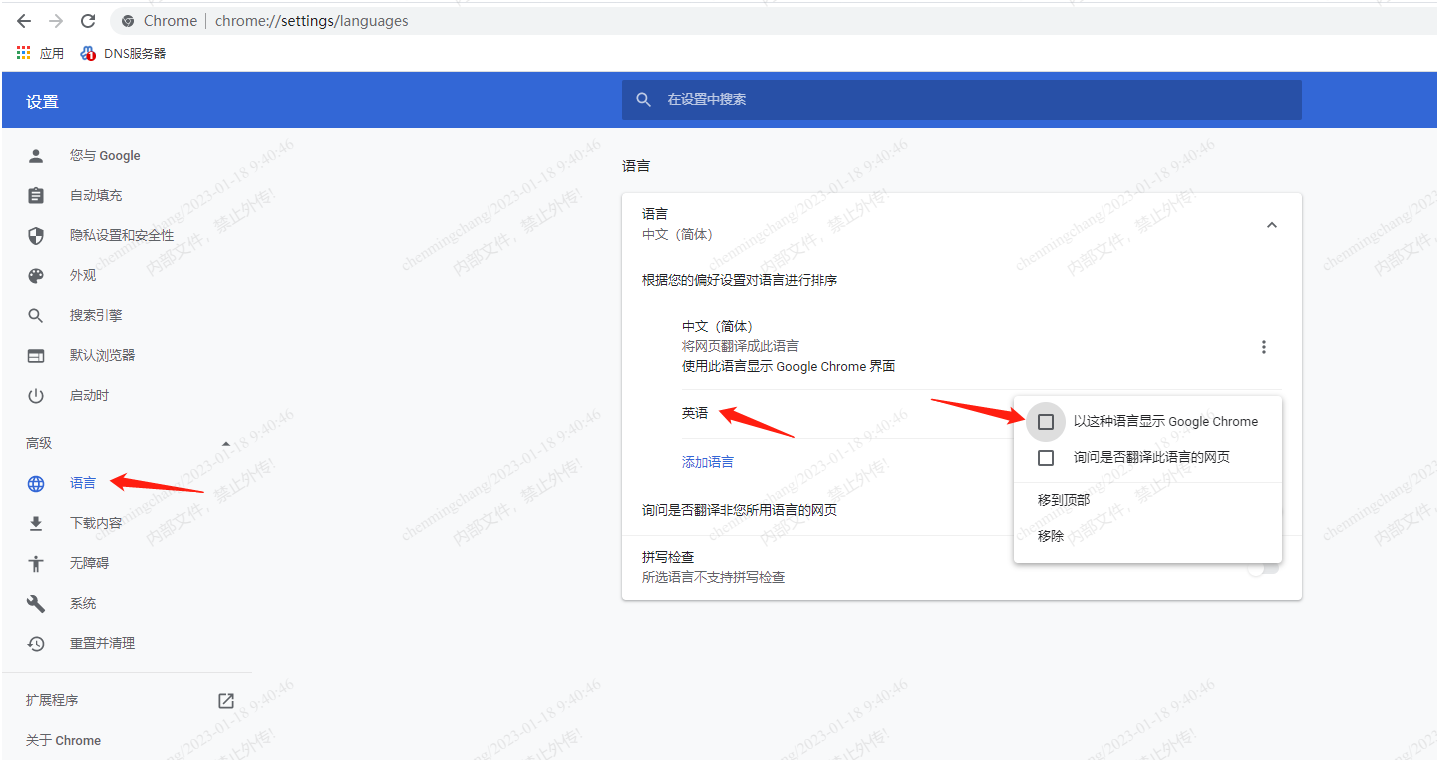 Chrome | chrome://settings/languages
应用 DNS服务器
设置
在设置中搜索
您与 Google
自动填充
隐私设置和安全性
外观
搜索引擎
默认浏览器
启动时
高级
语言
下载内容
无障碍
系统
重置并清理
扩展程序
关于 Chrome
语言
语言
中文（简体）
根据您的偏好设置对语言进行排序
中文（简体）
将网页翻译成此语言
使用此语言显示 Google Chrome 界面
英语
添加语言
询问是否翻译非您所用语言的网页
拼写检查
所选语言不支持拼写检查
以这种语言显示 Google Chrome
询问是否翻译此语言的网页
移到顶部
移除
chenmingchang/2023-01-18 9:40:46
内部文件，禁止外传!